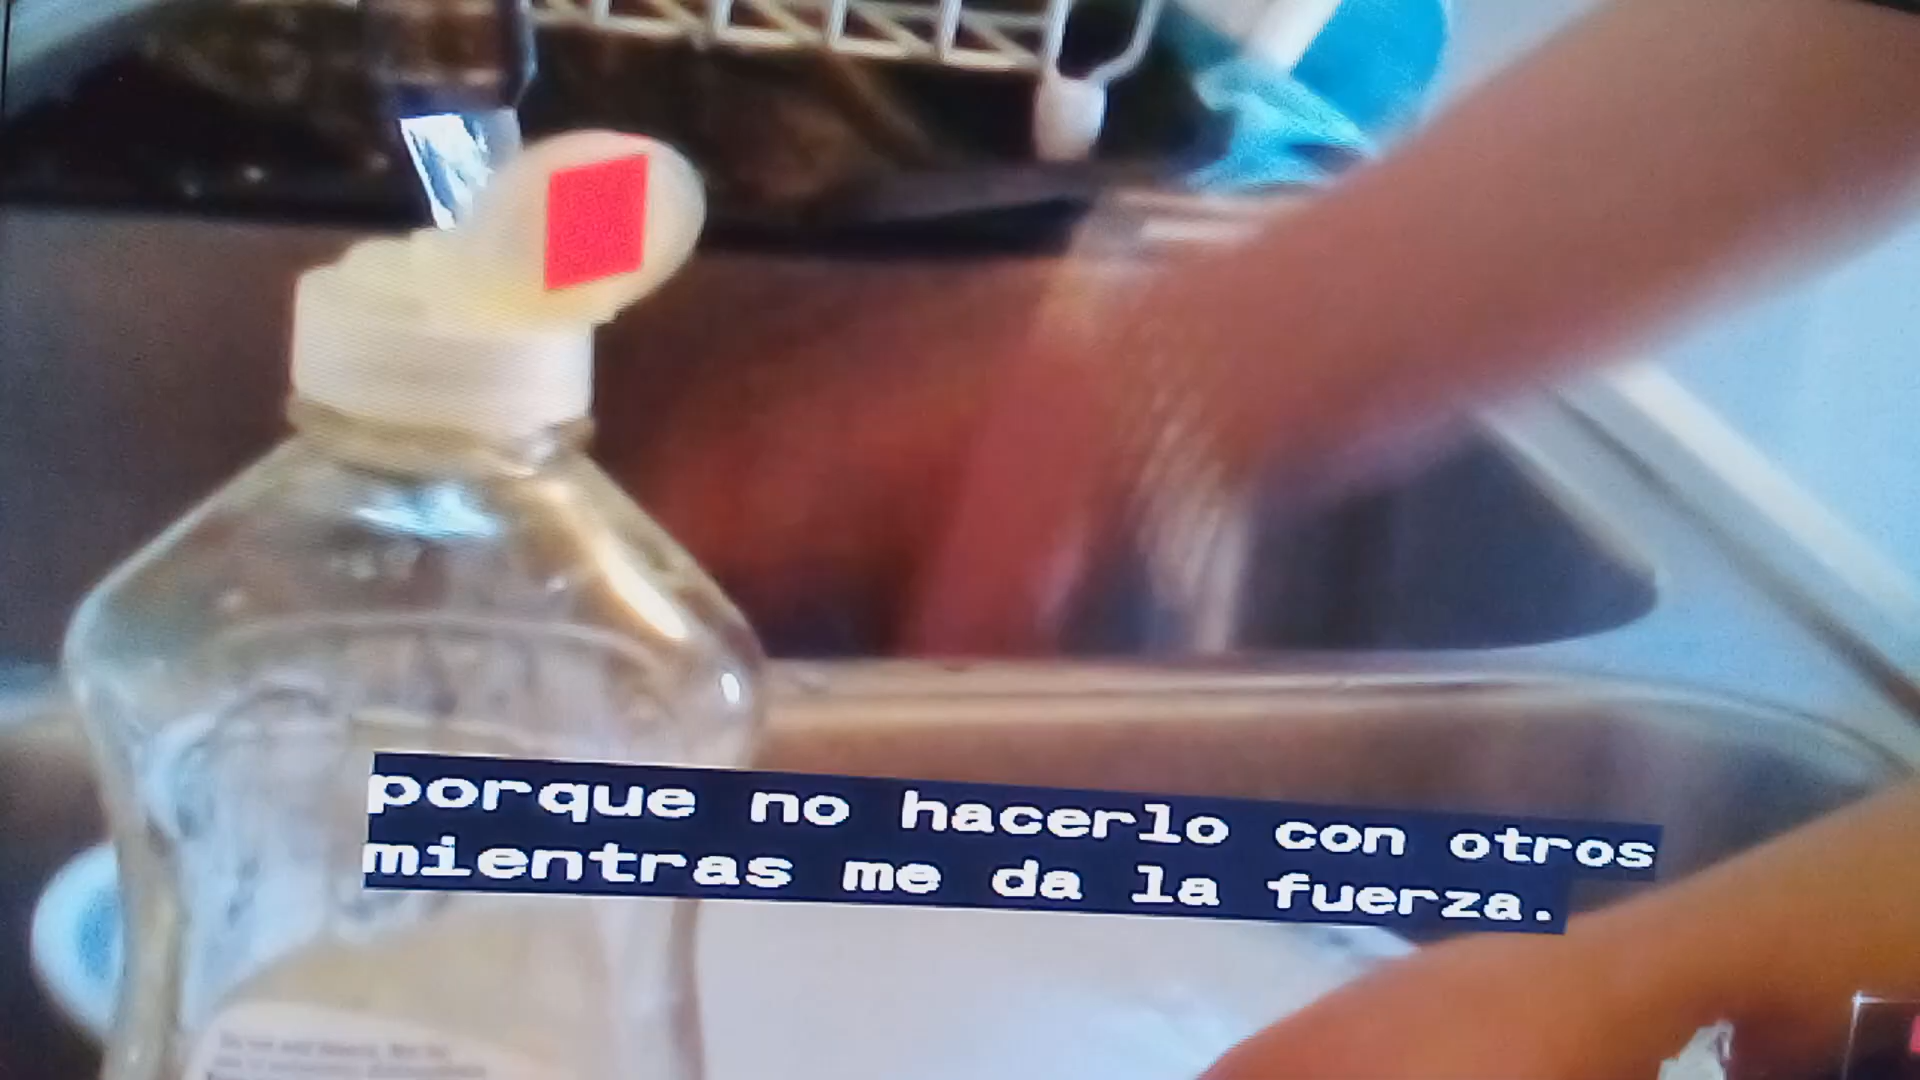 porque no hacerlo con otros
mientras me da la fuerza.